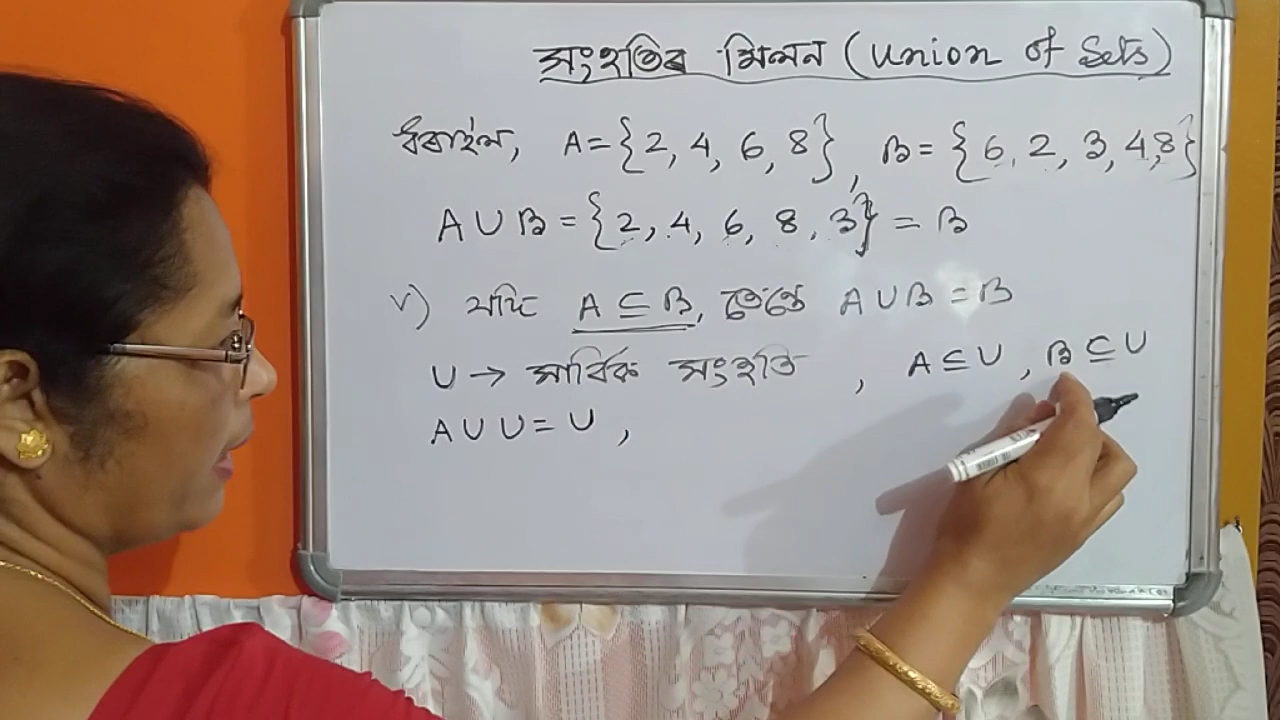 সংহতিৰ মিলন (Union of Sets)
ধৰাহ'ল, A = {2, 4, 6, 8}, B = {6, 2, 3, 4, 8}
A ∪ B = {2, 4, 6, 8, 3} = B
v) যদি A ⊆ B, তেন্তে A ∪ B = B
U → সাৰ্বিক সংহতি, A ⊆ U, B ⊆ U
A ∪ U = U,